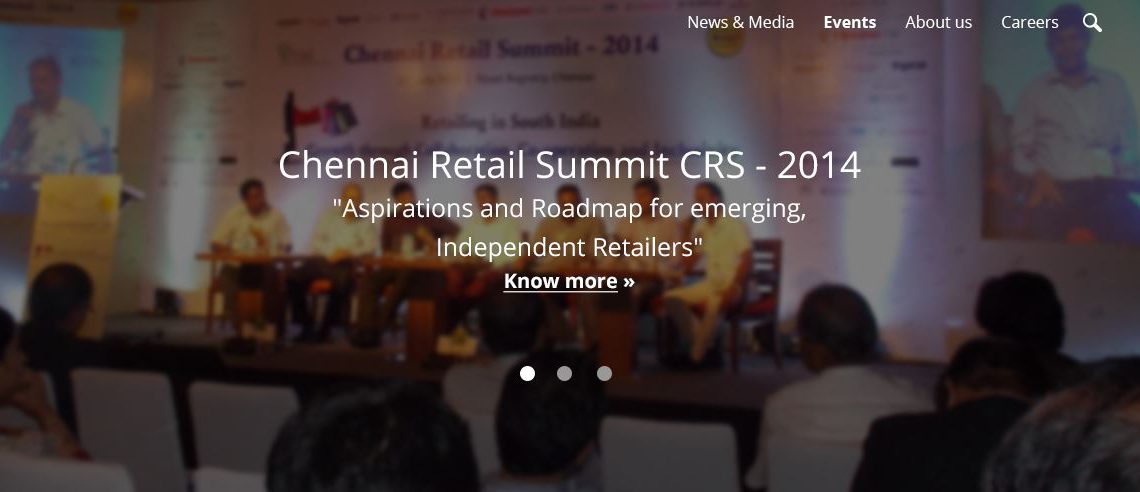 News & Media Events About us Careers
Chennai Retail Summit - 2014
Retailing in South India
Chennai Retail Summit CRS - 2014
"Aspirations and Roadmap for emerging,
Independent Retailers"
Know more »